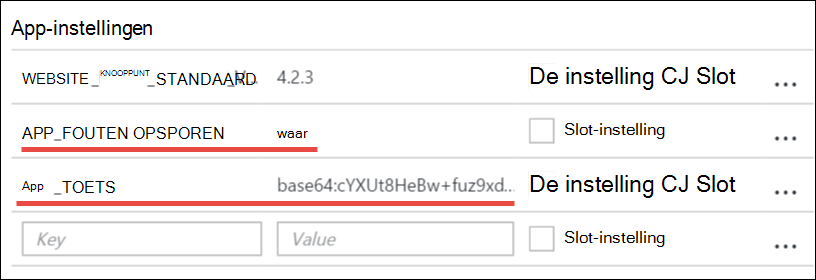 App-instellingen
WEBSITE_KNOOPPUNT_STANDAARD 4.2.3 De instelling CJ Slot ...
APP_FOUTEN OPSPOREN waar Slot-instelling ...
App _TOETS base64:cYXUt8HeBw+fuz9xd... De instelling CJ Slot ...
Key Value Slot-instelling ...